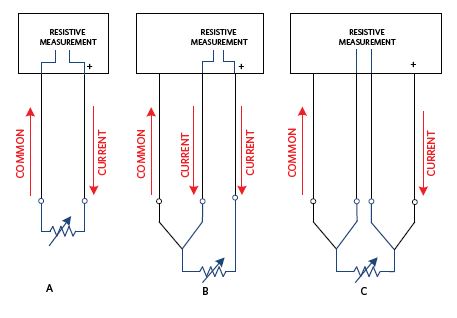 RESISTIVE
MEASUREMENT
+
COMMON
CURRENT
A
RESISTIVE
MEASUREMENT
+
COMMON
CURRENT
CURRENT
B
RESISTIVE
MEASUREMENT
+
COMMON
CURRENT
C